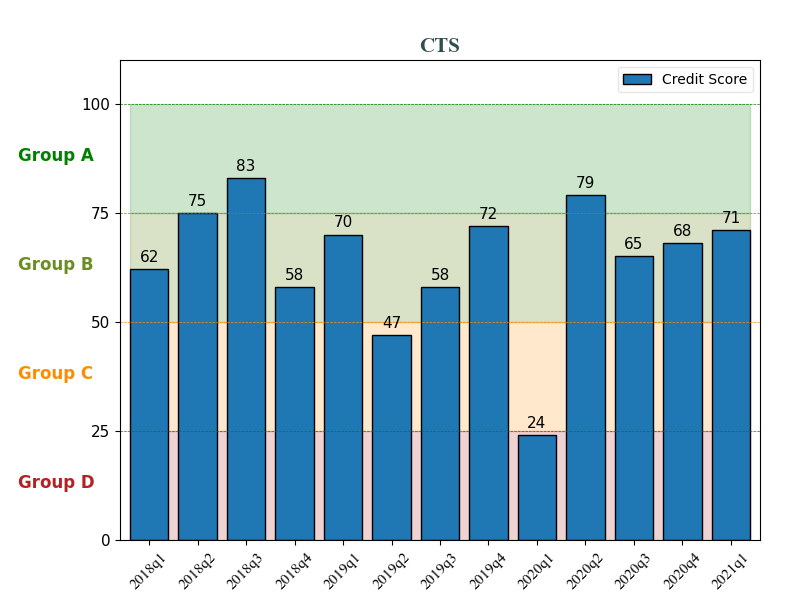 CTS
Credit Score
100
75
50
25
0
Group A
Group B
Group C
Group D
62
75
83
58
70
47
58
72
24
79
65
68
71
2018q1
2018q2
2018q3
2018q4
2019q1
2019q2
2019q3
2019q4
2020q1
2020q2
2020q3
2020q4
2021q1